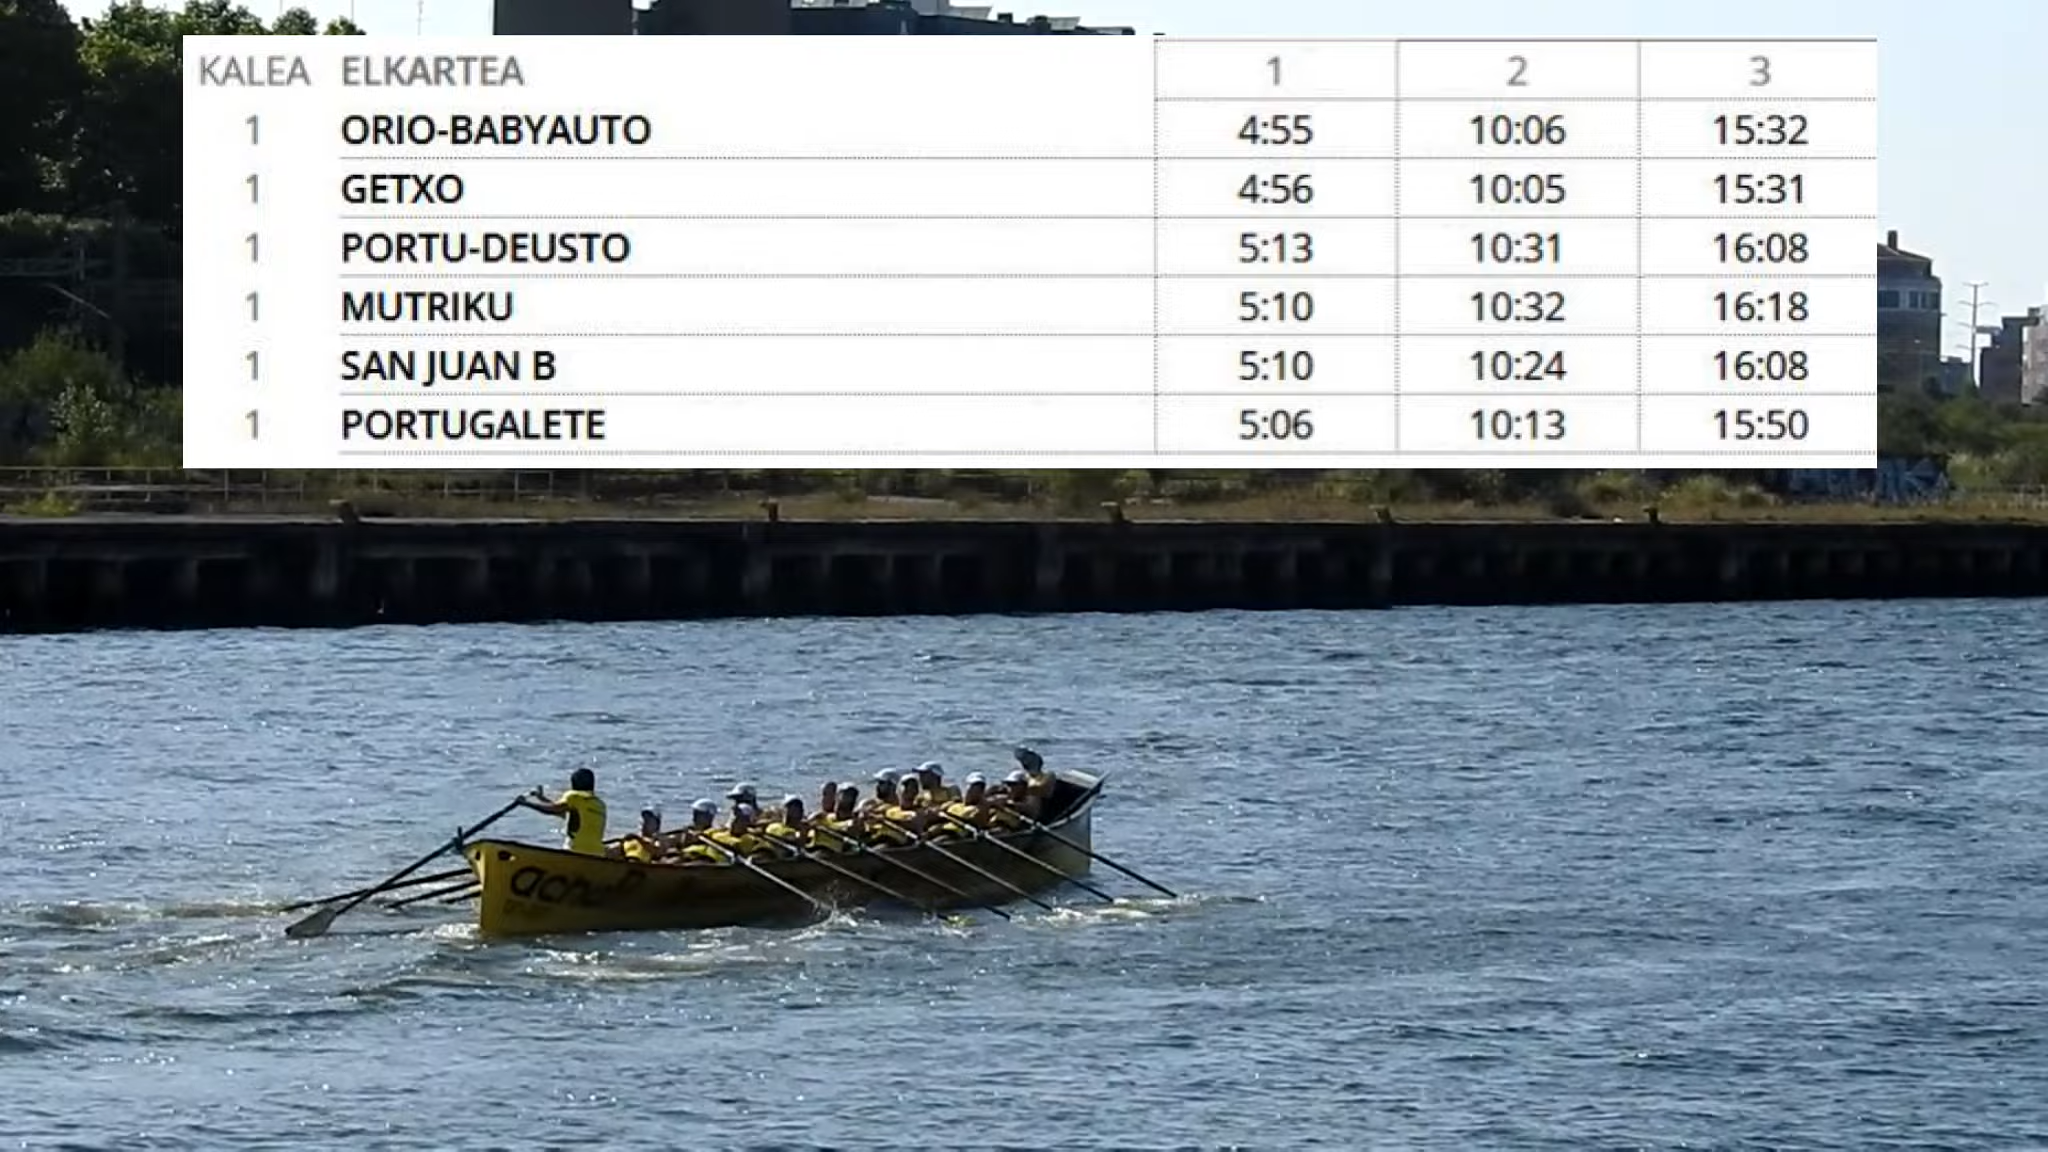 KALEA ELKARTEA 1 2 3
1 ORIO-BABYAUTO 4:55 10:06 15:32
1 GETXO 4:56 10:05 15:31
1 PORTU-DEUSTO 5:13 10:31 16:08
1 MUTRIKU 5:10 10:32 16:18
1 SAN JUAN B 5:10 10:24 16:08
1 PORTUGALETE 5:06 10:13 15:50